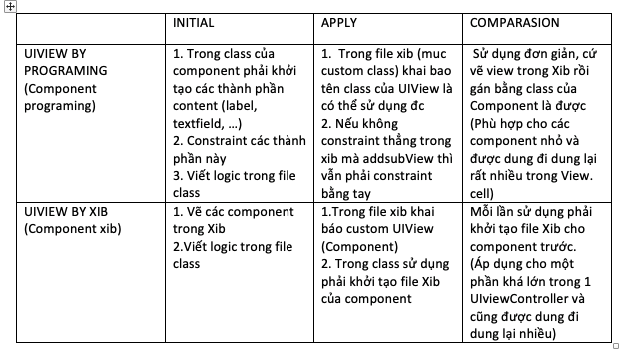 INITIAL
APPLY
COMPARASION
UIVIEW BY
PROGRAMING
(Component
programing)
1. Trong class của
component phải khởi
tạo các thành phần
content (label,
textfield, ...)
2. Constraint các thành
phần này
3. Viết logic trong file
class
1.  Trong file xib (muc
custom class) khai bao
tên class của UIView là
có thể sử dụng đc
2. Nếu không
constraint thẳng trong
xib mà addsubView thì
vẫn phải constraint
bằng tay
Sử dụng đơn giản, cứ
vẽ view trong Xib rồi
gán bằng class của
Component là được
(Phù hợp cho các
component nhỏ và
được dung đi dung lại
rất nhiều trong View.
cell)
UIVIEW BY XIB
(Component xib)
1. Vẽ các component
trong Xib
2.Viết logic trong file
class
1.Trong file xib khai
báo custom UIView
(Component)
2. Trong class sử dụng
phải khởi tạo file Xib
của component
Mỗi lần sử dụng phải
khởi tạo file Xib cho
component trước.
(Áp dụng cho một
phần khá lớn trong 1
UIviewController và
cũng được dung đi
dung lại nhiều)